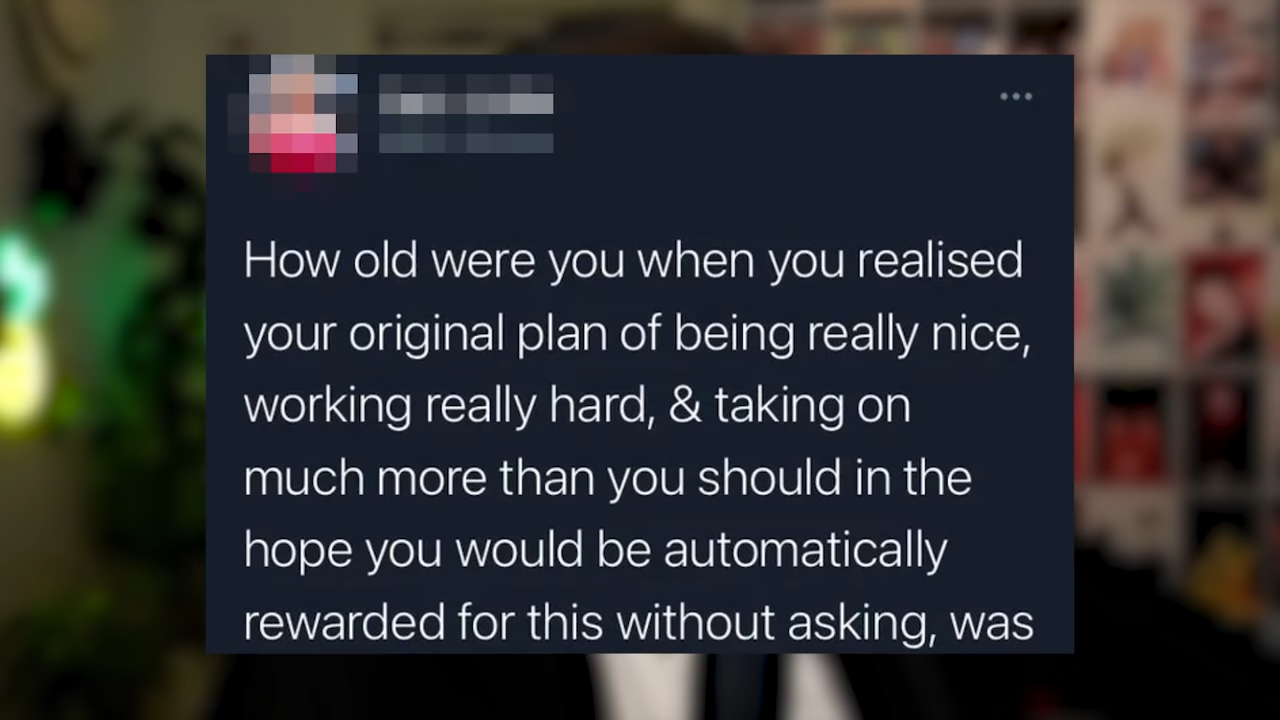 How old were you when you realised
your original plan of being really nice,
working really hard, & taking on
much more than you should in the
hope you would be automatically
rewarded for this without asking, was